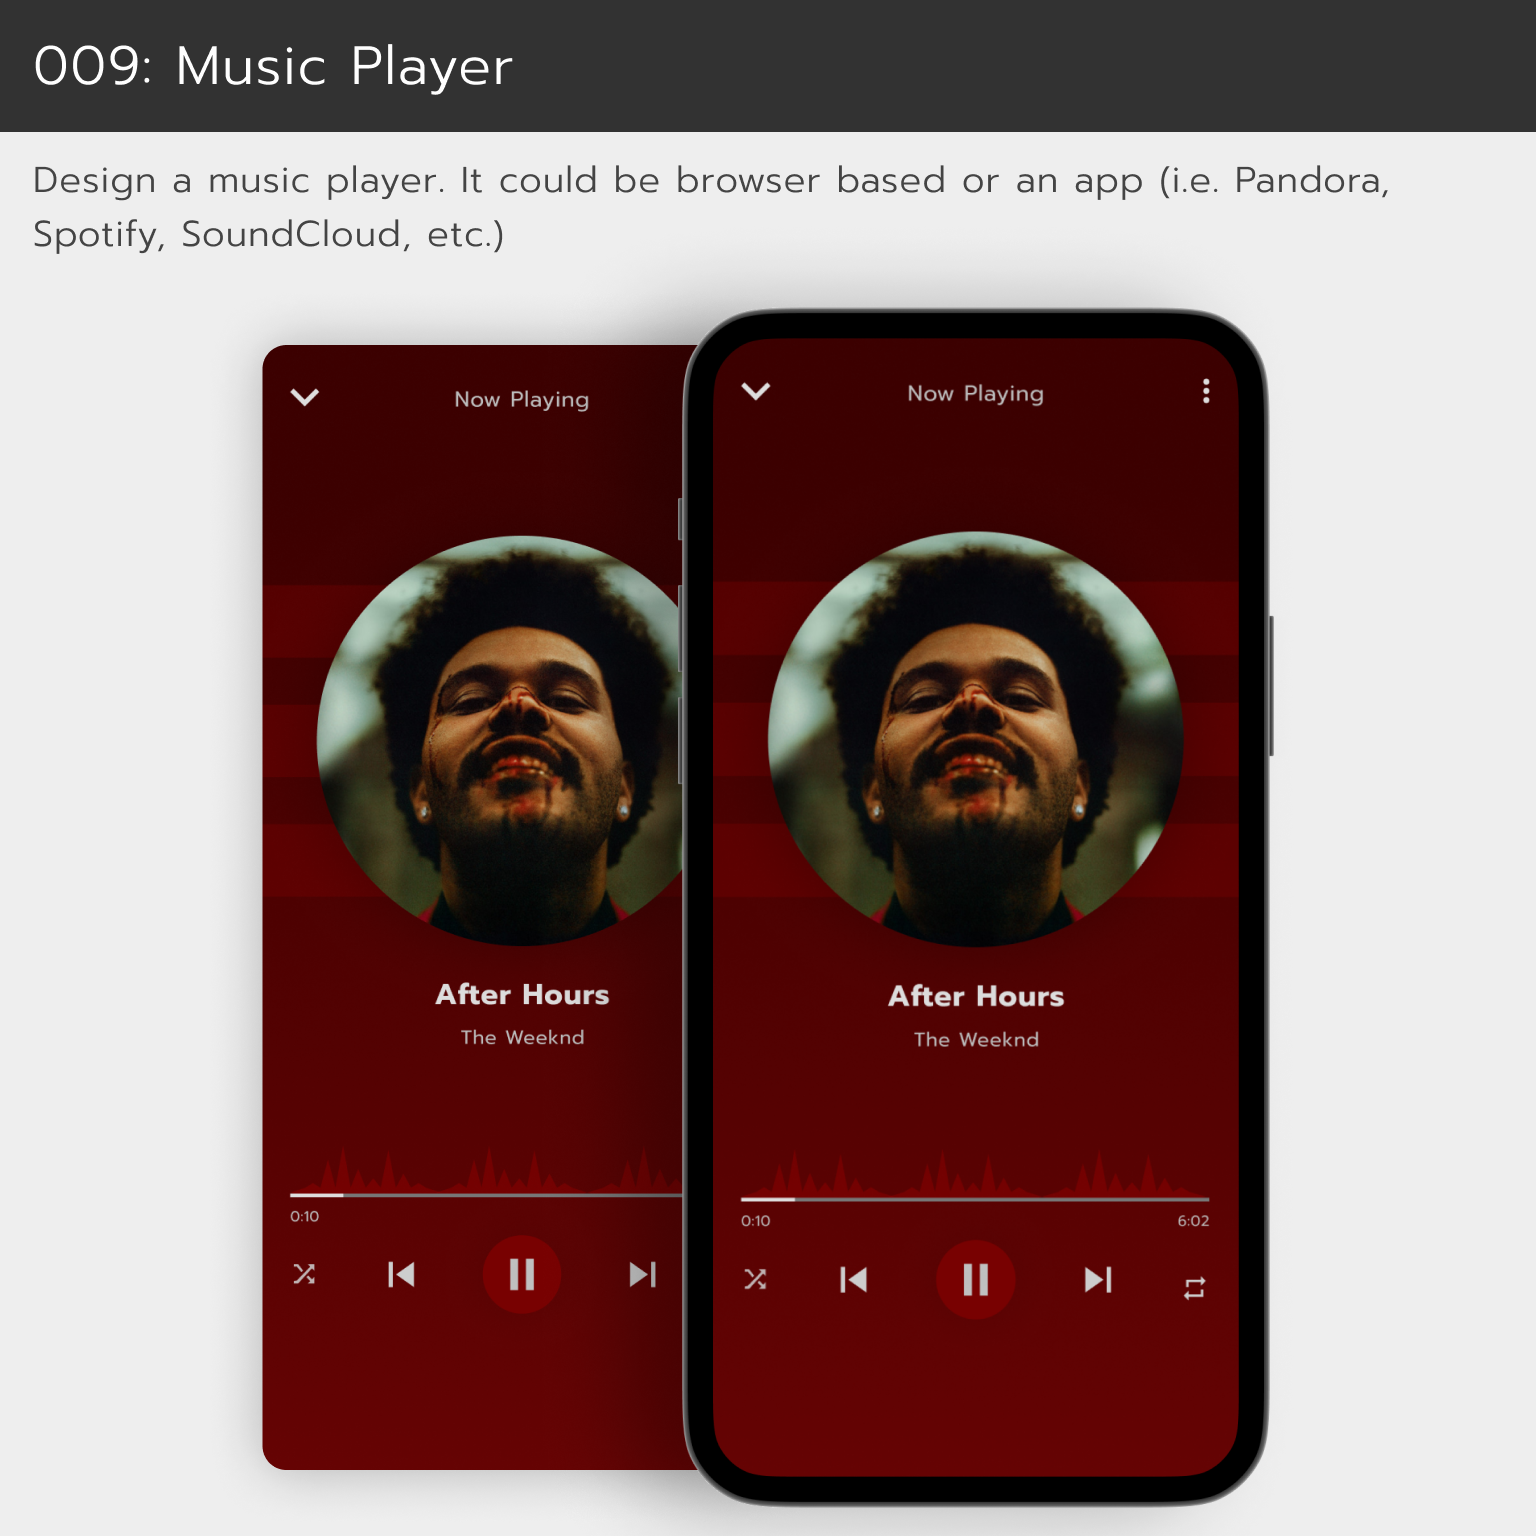 009: Music Player
Design a music player. It could be browser based or an app (i.e. Pandora,
Spotify, SoundCloud, etc.)
Now Playing
After Hours
The Weeknd
0:10
Now Playing
After Hours
The Weeknd
0:10 6:02